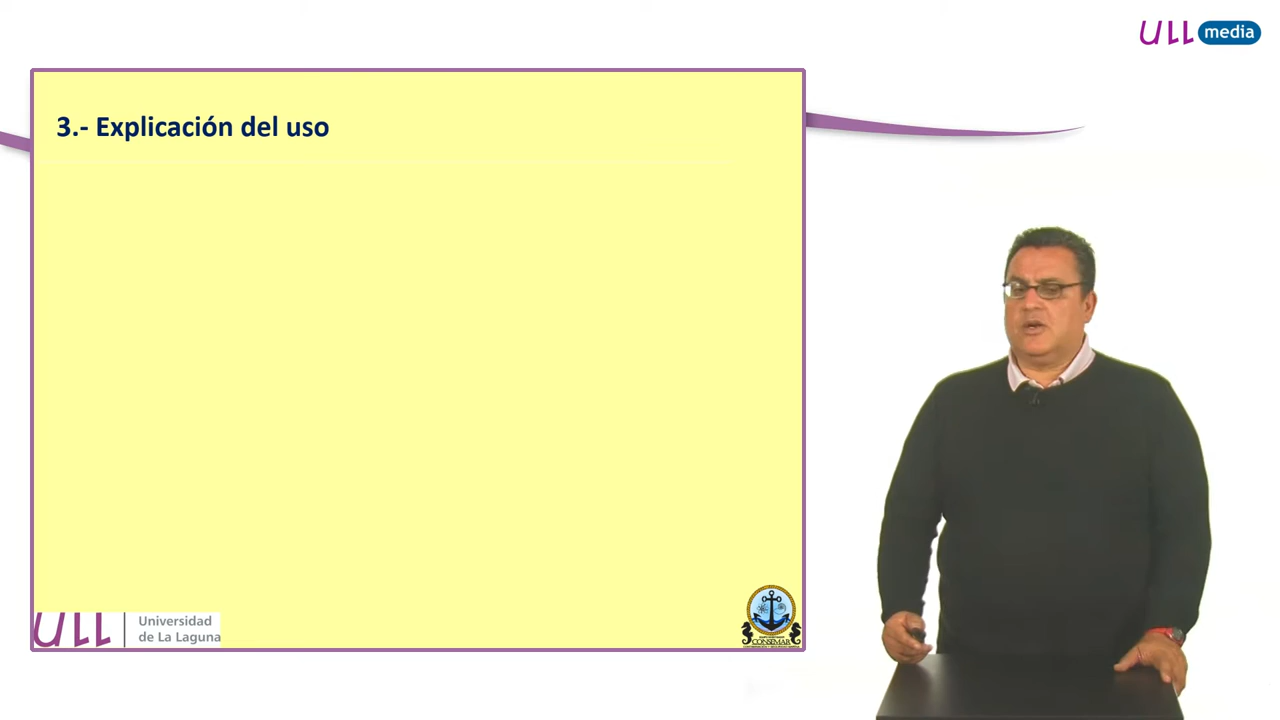 ULL media
3.- Explicación del uso
ULL
Universidad
de La Laguna
CONSEMAR